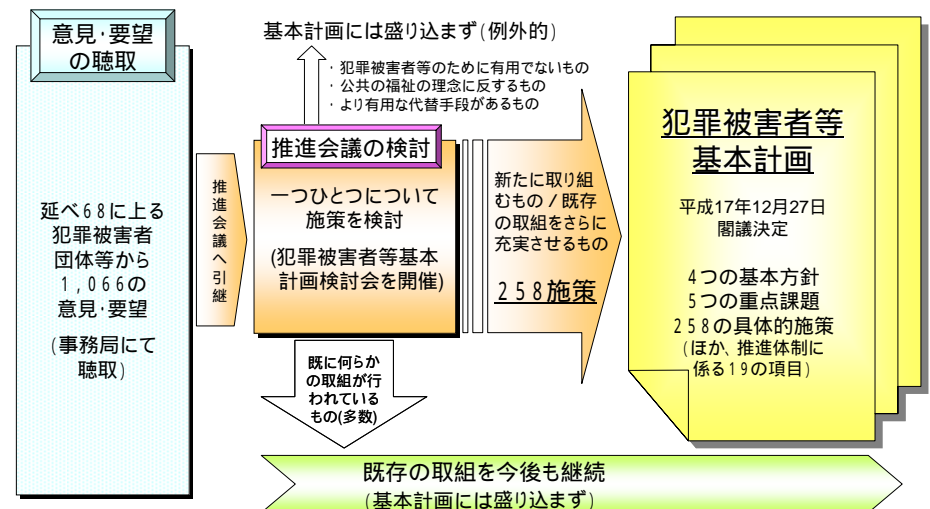 意見・要望
の聴取
延べ68に上る
犯罪被害者
団体等から
1,066の
意見・要望
(事務局にて
聴取)
推進会議へ引継
基本計画には盛り込まず(例外的)
・犯罪被害者等のために有用でないもの
・公共の福祉の理念に反するもの
・より有用な代替手段があるもの
推進会議の検討
一つひとつについて
施策を検討
(犯罪被害者等基本
計画検討会を開催)
既に何らか
の取組が行
われている
もの(多数)
新たに取り組
むもの/既存
の取組をさらに
充実させるもの
258施策
犯罪被害者等
基本計画
平成17年12月27日
閣議決定
4つの基本方針
5つの重点課題
258の具体的施策
(ほか、推進体制に
係る19の項目)
既存の取組を今後も継続
(基本計画には盛り込まず)